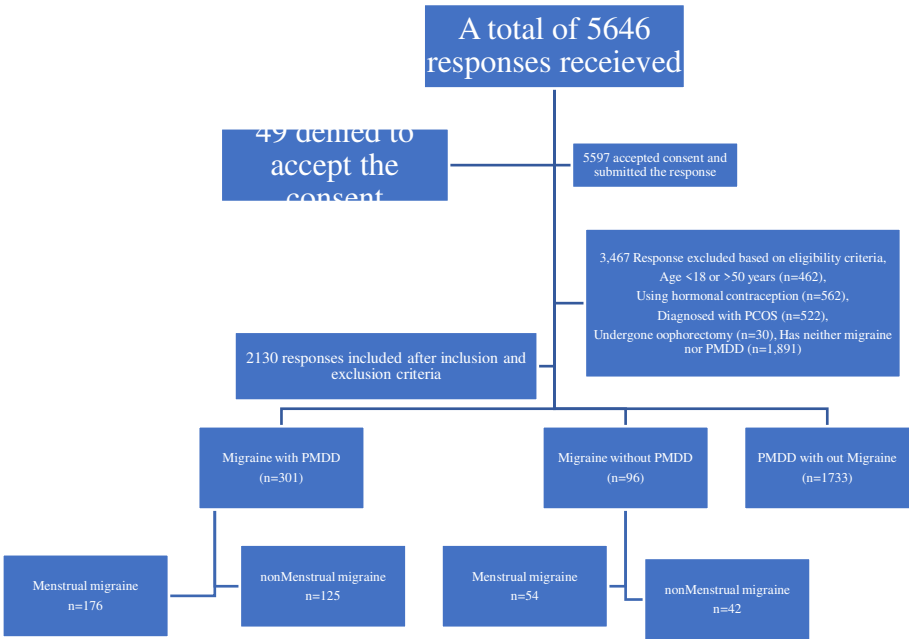 A total of 5646
responses receieved
49 denied to
accept the
consent
5597 accepted consent and
submitted the response
3,467 Response excluded based on eligibility criteria,
Age <18 or >50 years (n=462),
Using hormonal contraception (n=562),
Diagnosed with PCOS (n=522),
Undergone oophorectomy (n=30), Has neither migraine
nor PMDD (n=1,891)
2130 responses included after inclusion and
exclusion criteria
Migraine with PMDD
(n=301)
Migraine without PMDD
(n=96)
PMDD with out Migraine
(n=1733)
Menstrual migraine
n=176
nonMenstrual migraine
n=125
Menstrual migraine
n=54
nonMenstrual migraine
n=42